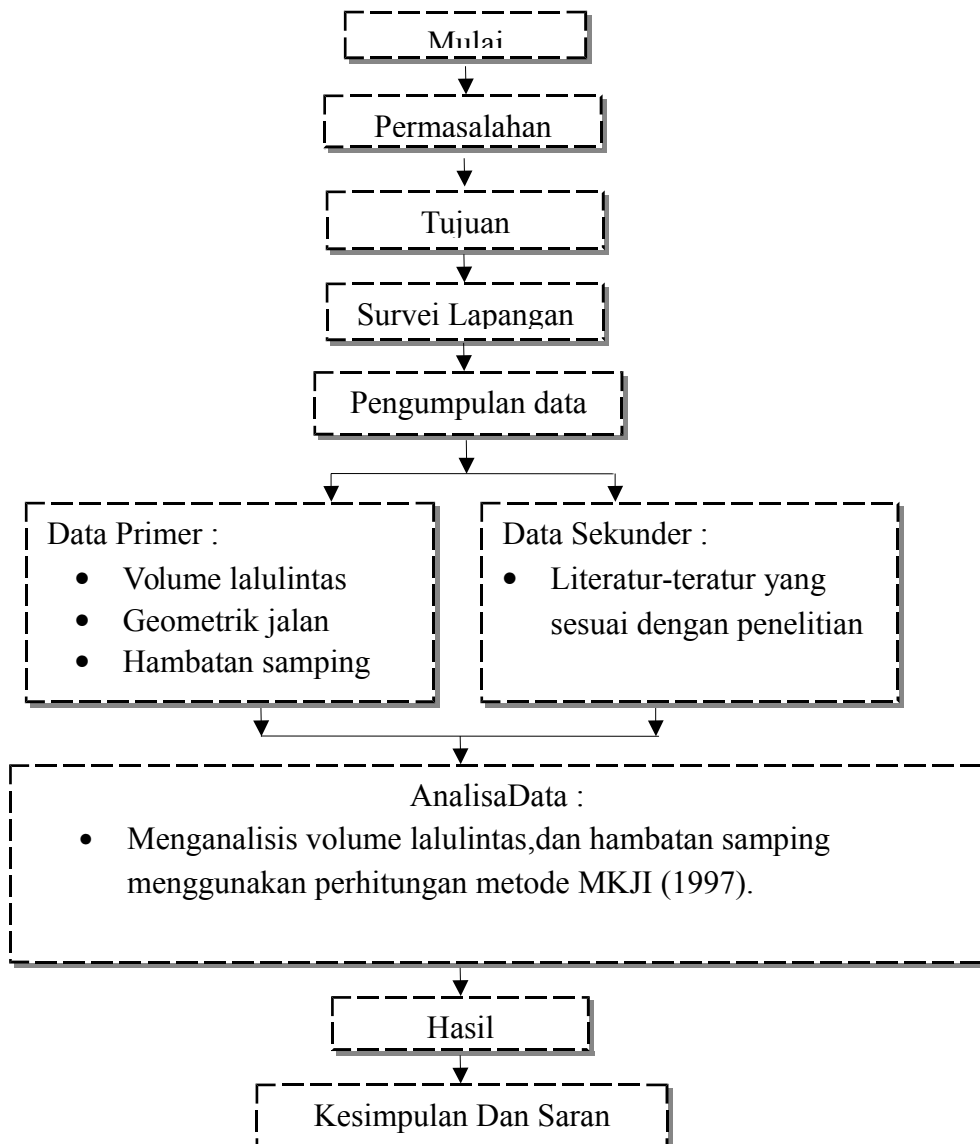 Mulai
Permasalahan
Tujuan
Survei Lapangan
Pengumpulan data
Data Primer :
• Volume lalulintas
• Geometrik jalan
• Hambatan samping
Data Sekunder :
• Literatur-teratur yang
sesuai dengan penelitian
AnalisaData :
• Menganalisis volume lalulintas,dan hambatan samping
menggunakan perhitungan metode MKJI (1997).
Hasil
Kesimpulan Dan Saran